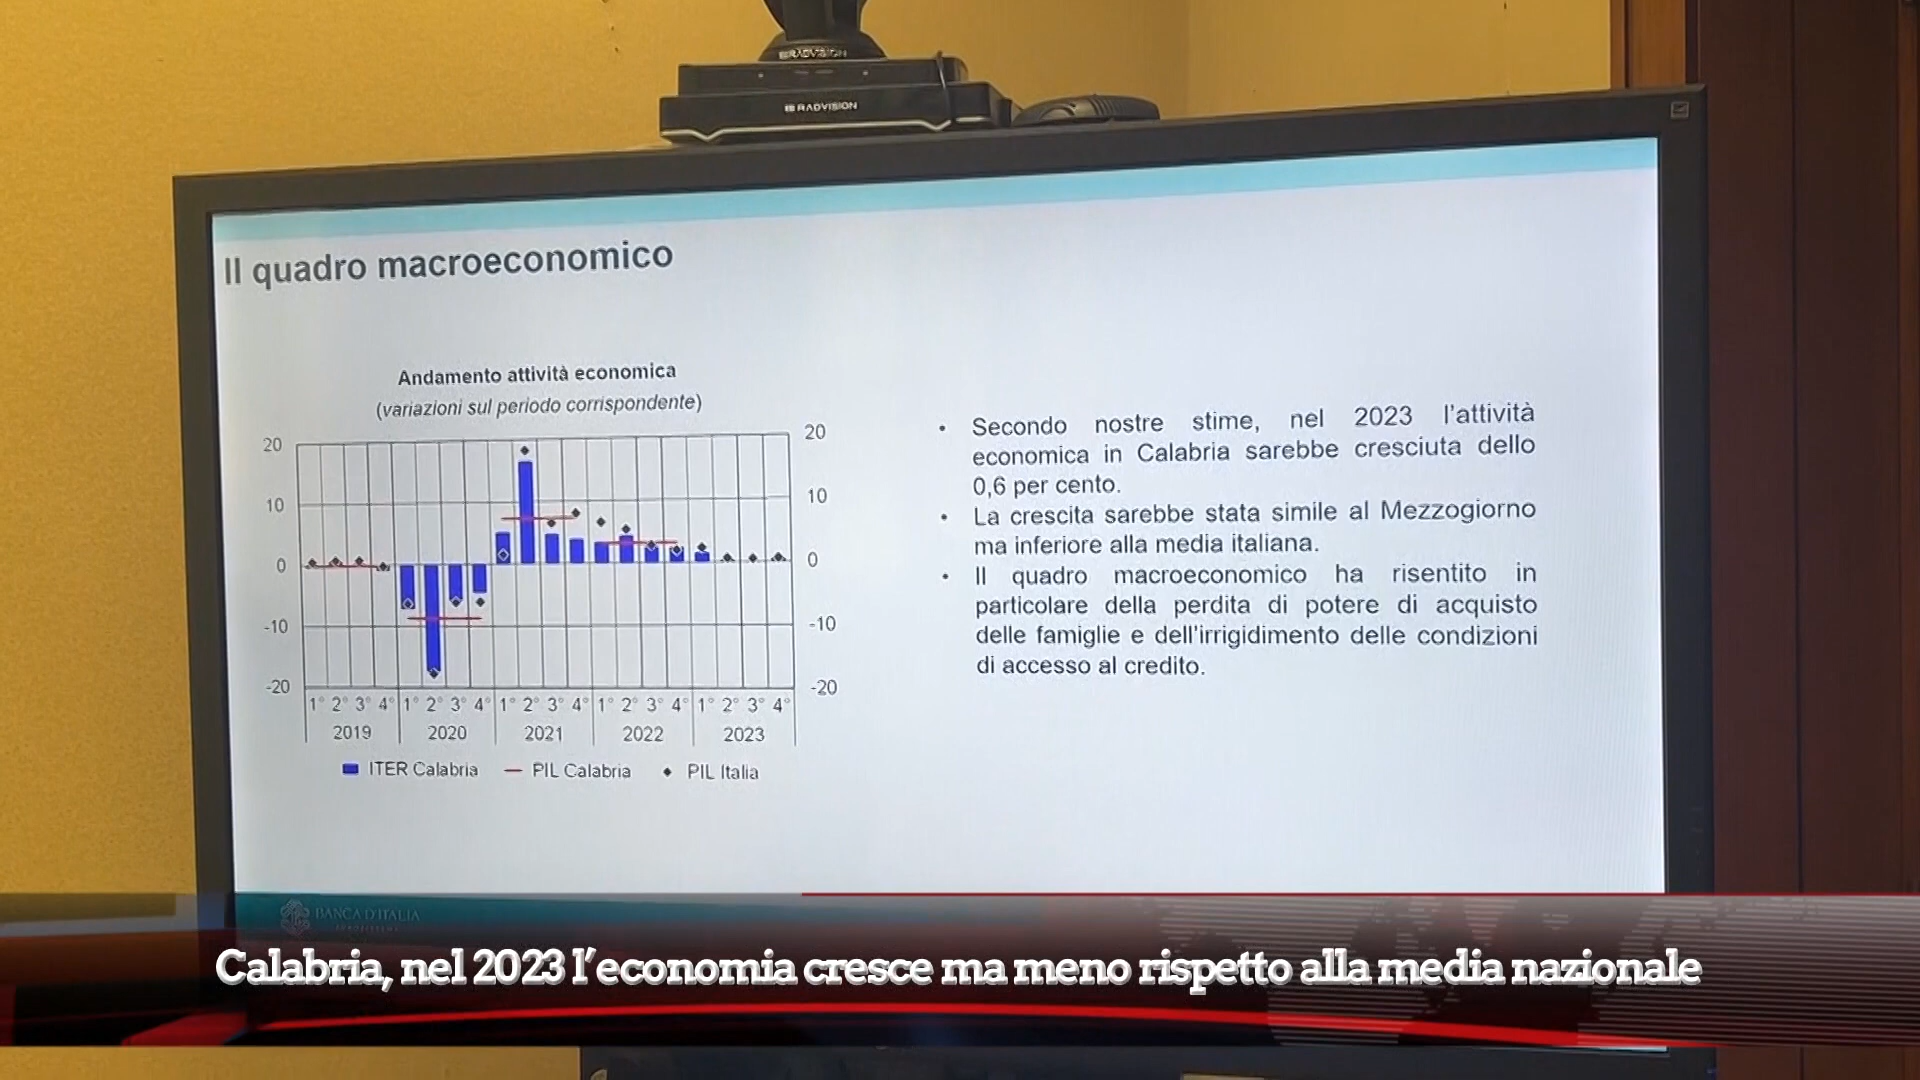 RADVISION
RADVISION
Il quadro macroeconomico
Andamento attività economica
(variazioni sul periodo corrispondente)
20 20
10 10
0 0
-10 -10
-20 -20
1° 2° 3° 4° 1° 2° 3° 4° 1° 2° 3° 4° 1° 2° 3° 4° 1° 2° 3° 4°
2019 2020 2021 2022 2023
ITER Calabria PIL Calabria PIL Italia
• Secondo nostre stime, nel 2023 l'attività
economica in Calabria sarebbe cresciuta dello
0,6 per cento.
• La crescita sarebbe stata simile al Mezzogiorno
ma inferiore alla media italiana.
• Il quadro macroeconomico ha risentito in
particolare della perdita di potere di acquisto
delle famiglie e dell'irrigidimento delle condizioni
di accesso al credito.
BANCA D'ITALIA
Calabria, nel 2023 l'economia cresce ma meno rispetto alla media nazionale